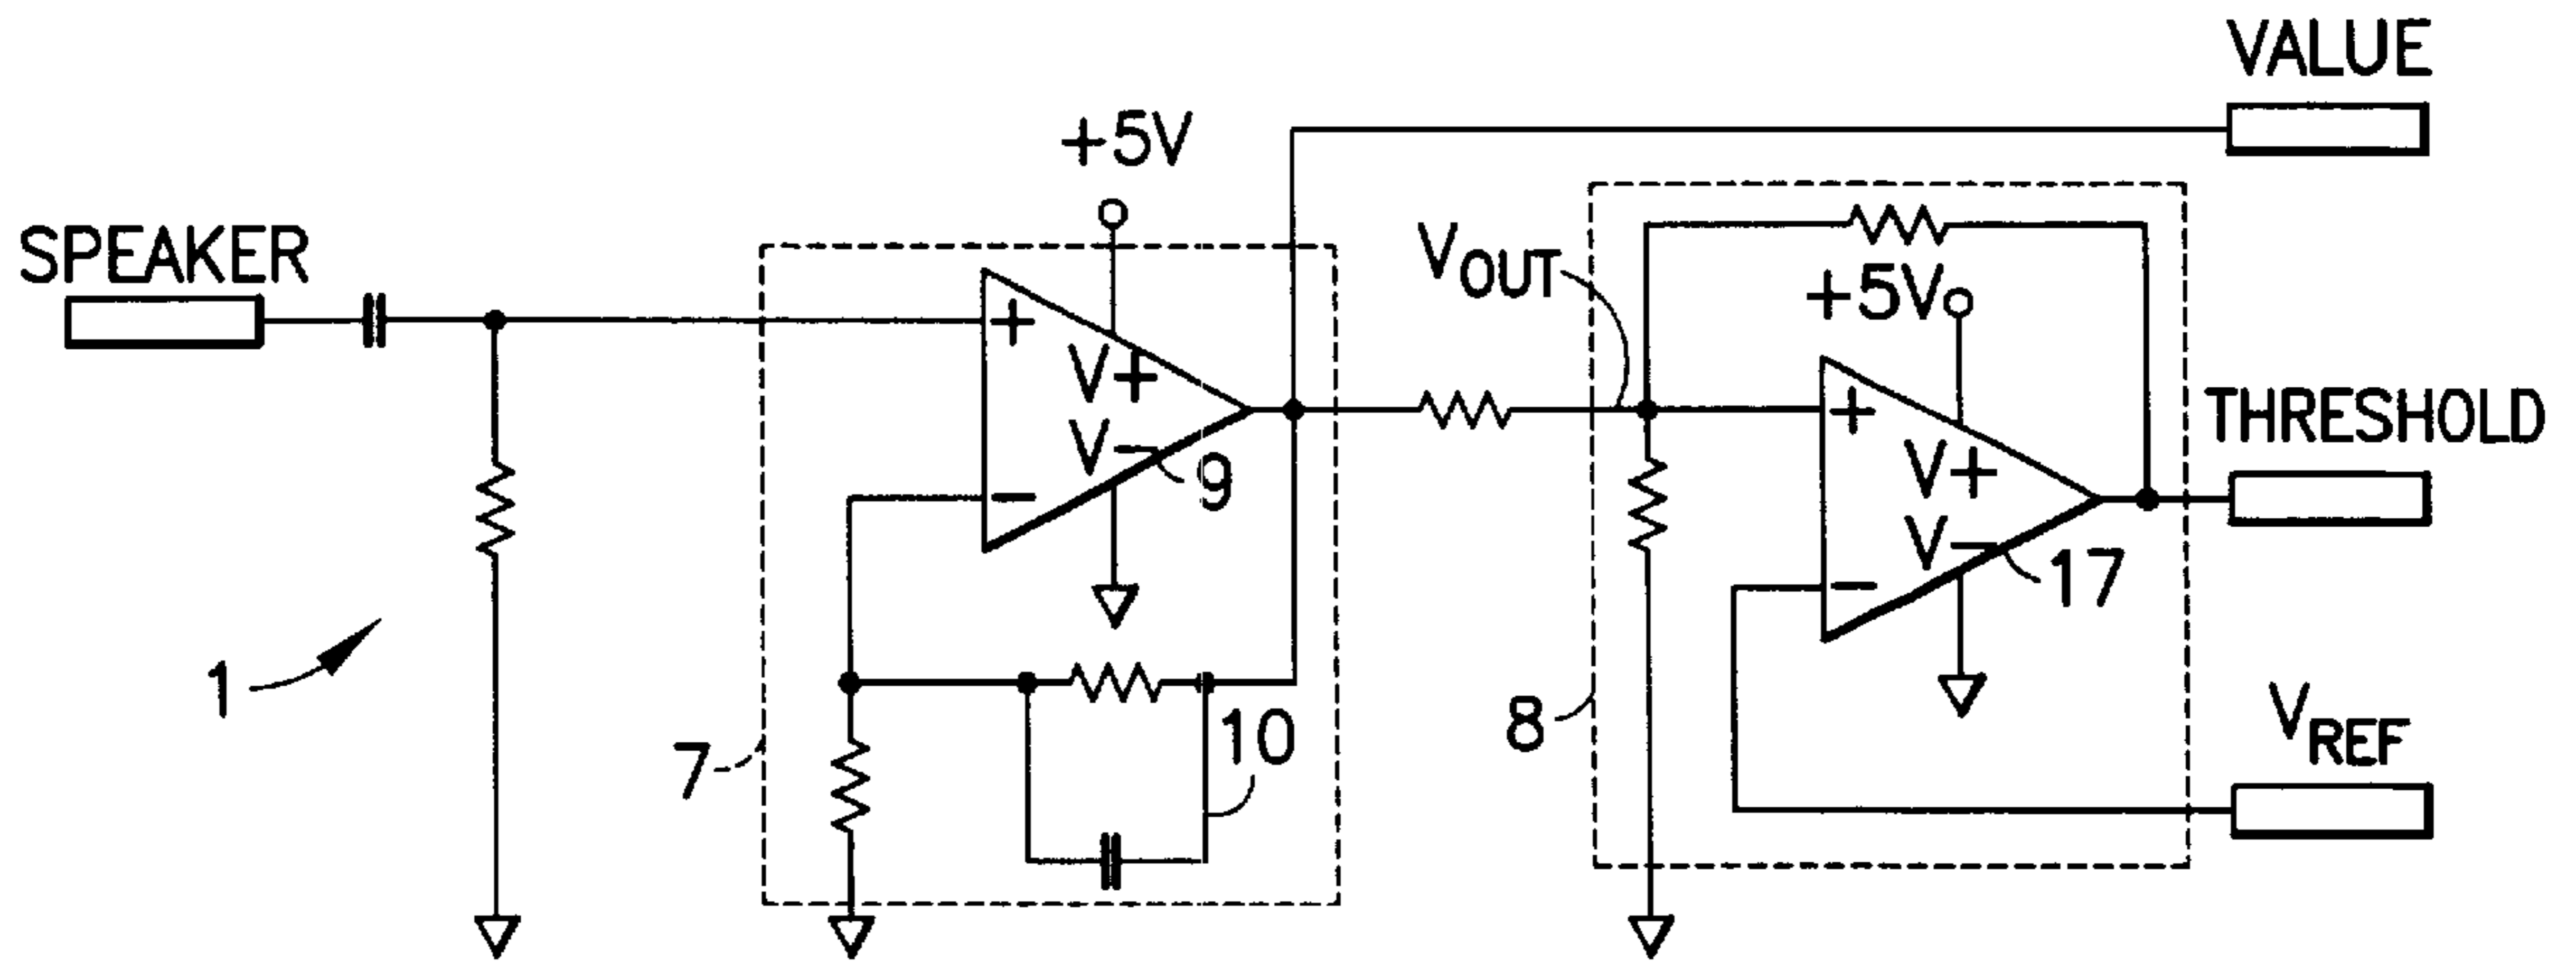 VALUE
+5V
SPEAKER
VOUT
+5V
+
V+
V-
-
9
+
V+
V-
-
17
THRESHOLD
1
7
10
8
VREF